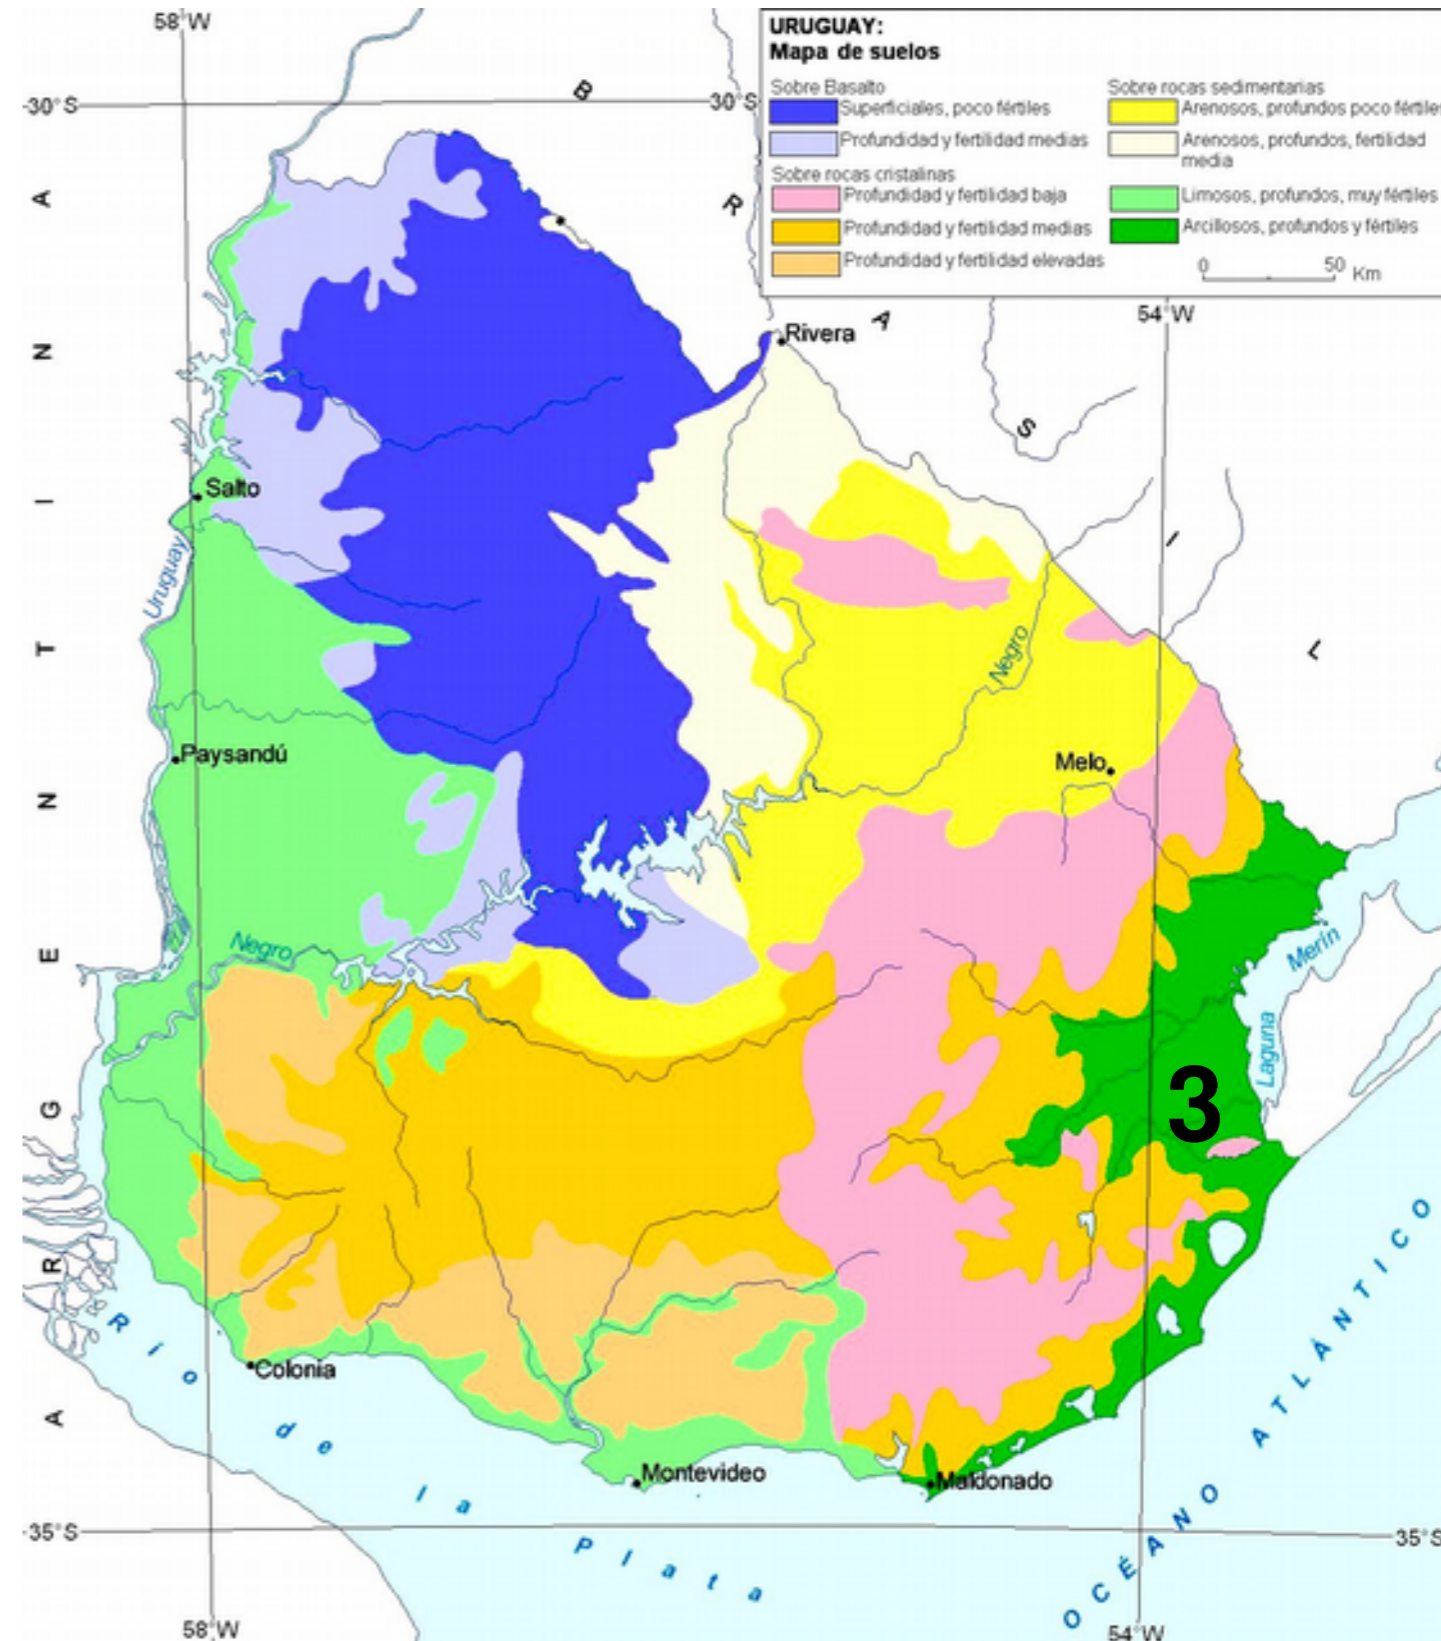 58°W
URUGUAY:
Mapa de suelos
Sobre Basalto
Superficiales, poco fértiles
Profundidad y fertilidad medias
Sobre rocas cristalinas
Profundidad y fertilidad baja
Profundidad y fertilidad medias
Profundidad y fertilidad elevadas
Sobre rocas sedimentarias
Arenosos, profundos poco fértiles
Arenosos, profundos, fertilidad
media
Limosos, profundos, muy fértiles
Arcillosos, profundos y fértiles
0 50 Km
30°S
30°S
54°W
BRASIL
ARGENTINA
Rivera
Salto
Uruguay
Negro
Paysandú
Melo
Negro
Laguna Merín
3
Colonia
Montevideo
Maldonado
Río de la Plata
OCÉANO ATLÀNTICO
35°S
35°S
58°W
54°W